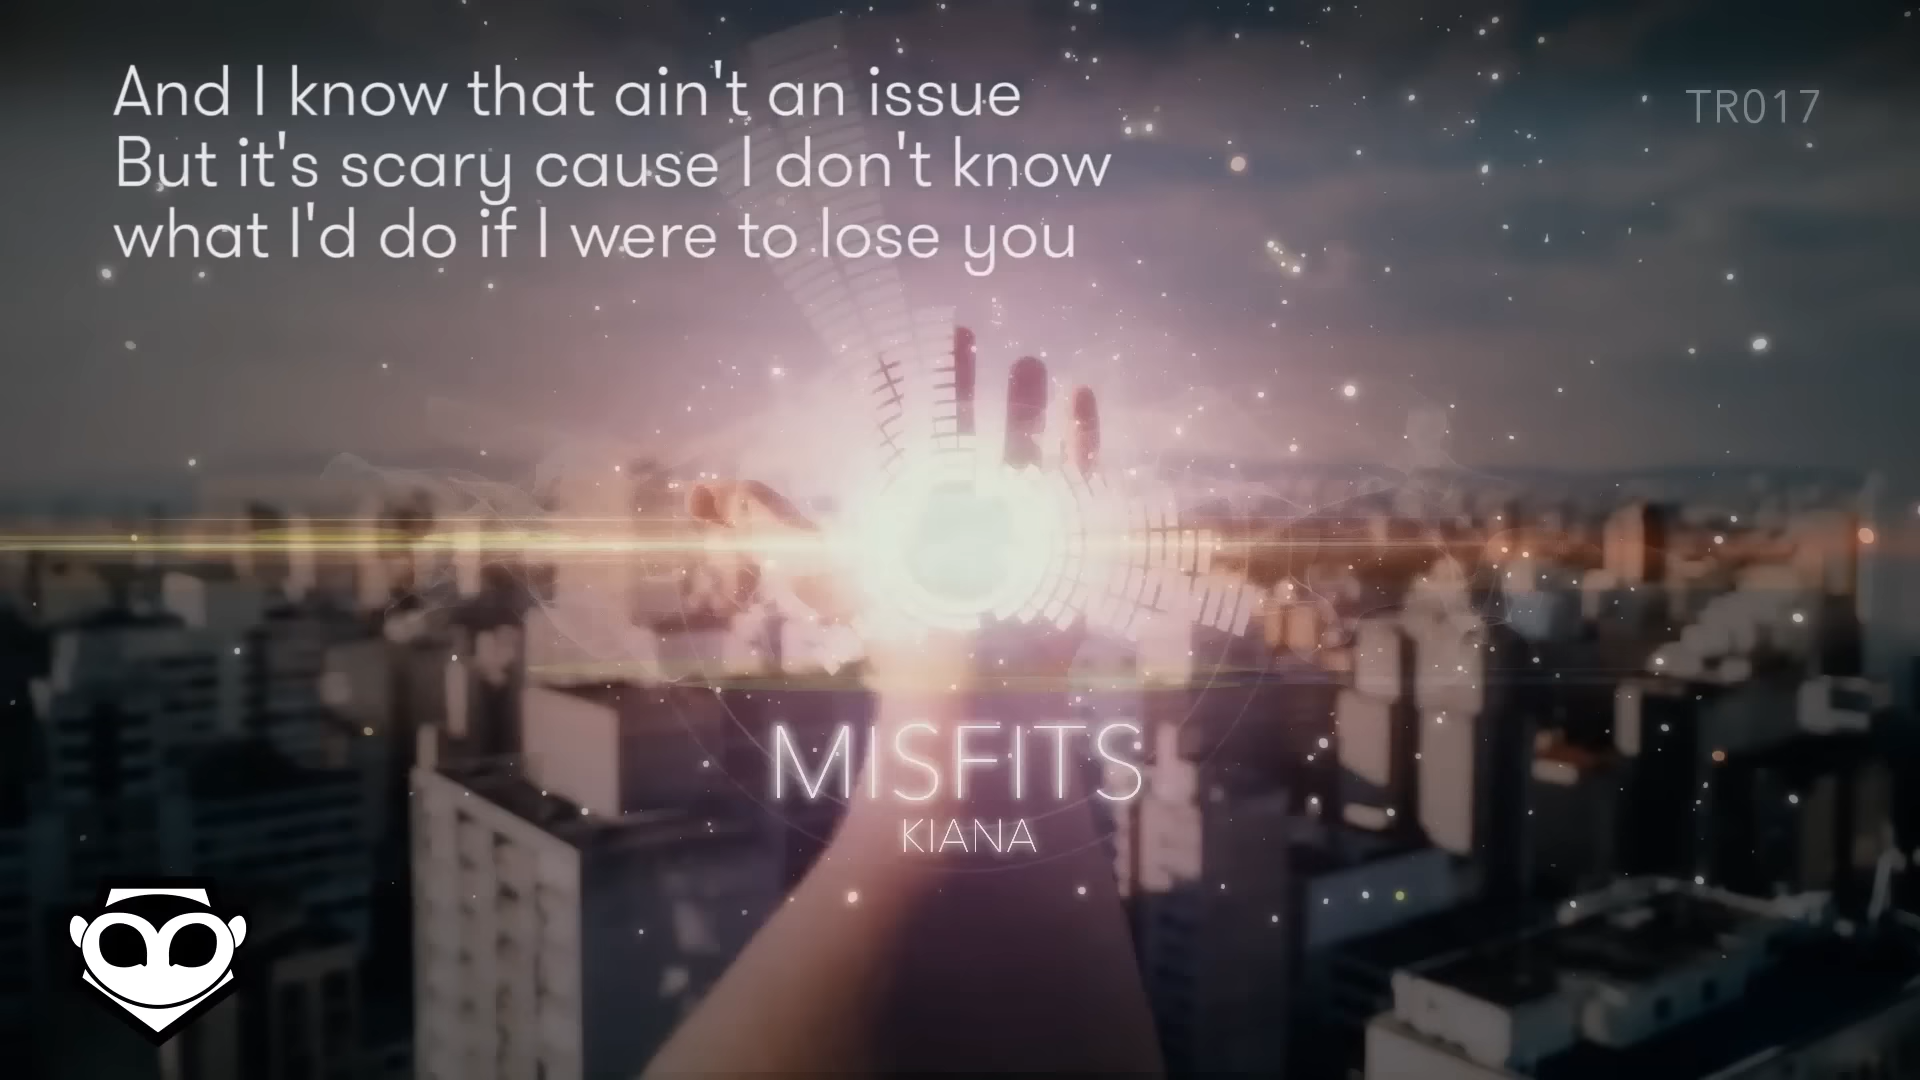 And I know that ain't an issue
But it's scary cause I don't know
what I'd do if I were to lose you
TR017
MISFITS
KIANA